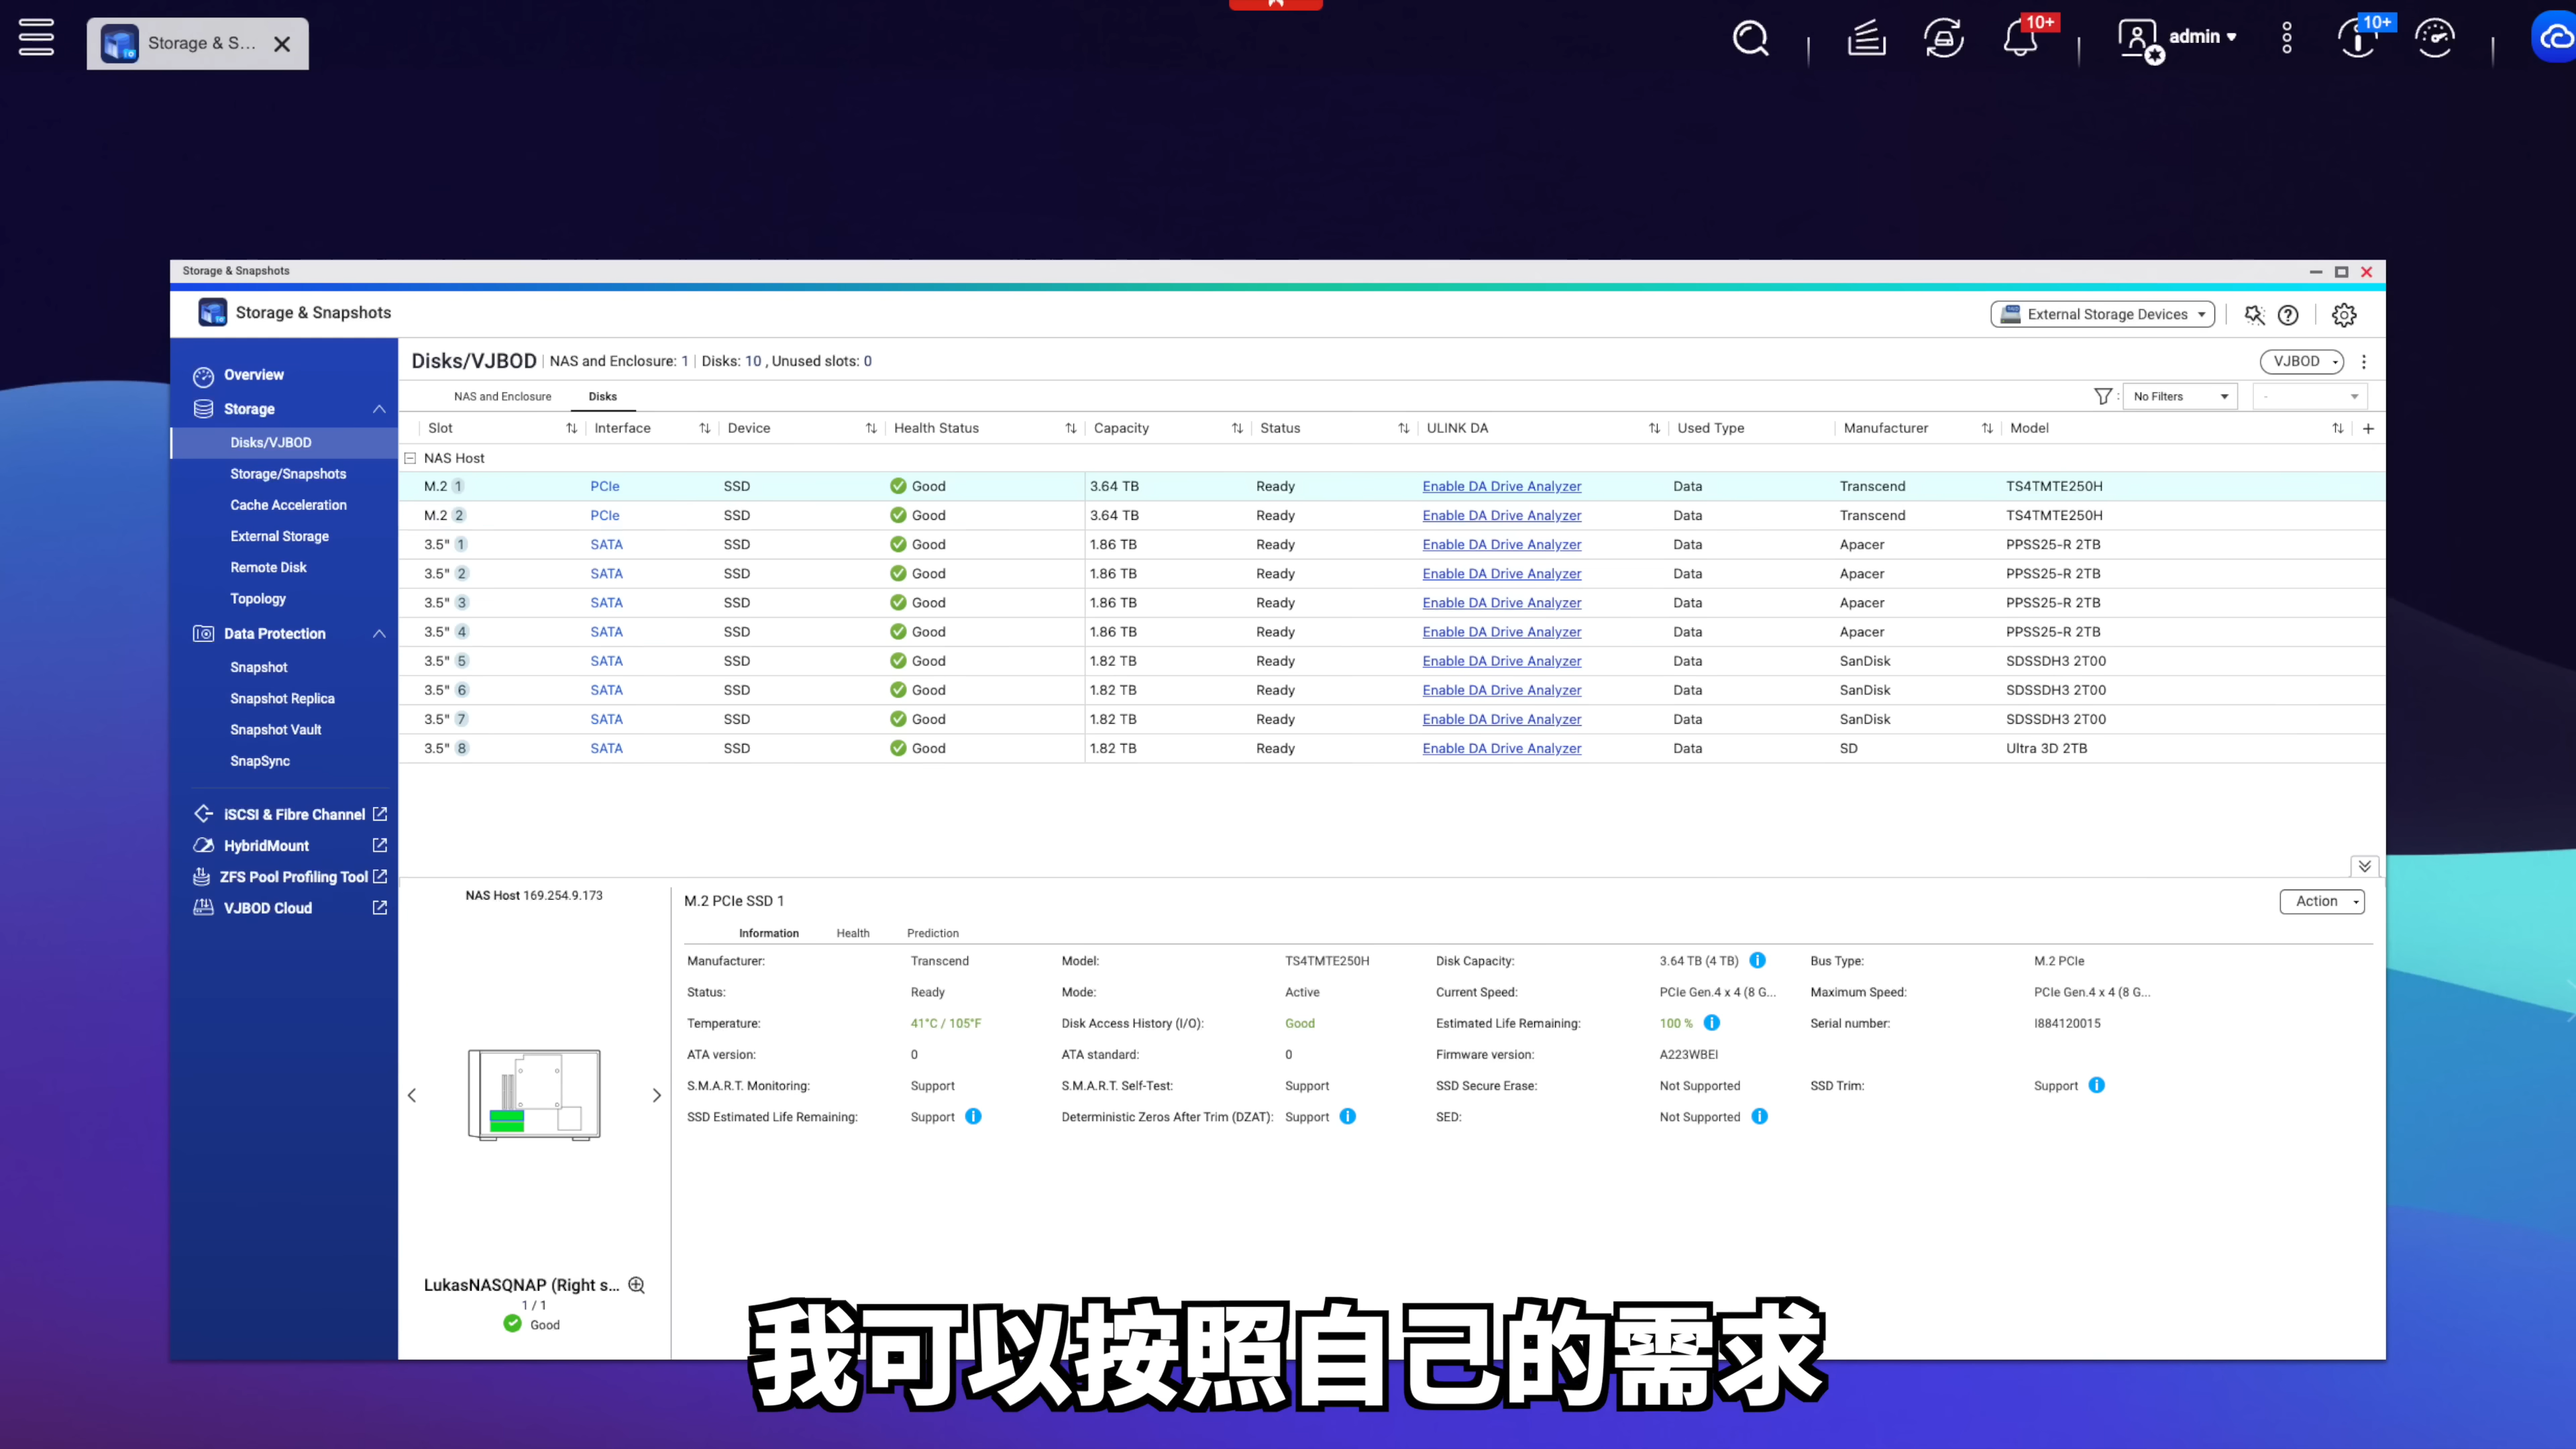 Storage & S...
10+
admin
10+
Storage & Snapshots
Storage & Snapshots
External Storage Devices
Overview
Storage
Disks/VJBOD
Storage/Snapshots
Cache Acceleration
External Storage
Remote Disk
Topology
Data Protection
Snapshot
Snapshot Replica
Snapshot Vault
SnapSync
iSCSI & Fibre Channel
HybridMount
ZFS Pool Profiling Tool
VJBOD Cloud
Disks/VJBOD NAS and Enclosure: 1 Disks: 10 , Unused slots: 0
VJBOD
NAS and Enclosure Disks
: No Filters -
Slot Interface Device Health Status Capacity Status ULINK DA Used Type Manufacturer Model
NAS Host
M.2 1 PCIe SSD Good 3.64 TB Ready Enable DA Drive Analyzer Data Transcend TS4TMTE250H
M.2 2 PCIe SSD Good 3.64 TB Ready Enable DA Drive Analyzer Data Transcend TS4TMTE250H
3.5" 1 SATA SSD Good 1.86 TB Ready Enable DA Drive Analyzer Data Apacer PPSS25-R 2TB
3.5" 2 SATA SSD Good 1.86 TB Ready Enable DA Drive Analyzer Data Apacer PPSS25-R 2TB
3.5" 3 SATA SSD Good 1.86 TB Ready Enable DA Drive Analyzer Data Apacer PPSS25-R 2TB
3.5" 4 SATA SSD Good 1.86 TB Ready Enable DA Drive Analyzer Data Apacer PPSS25-R 2TB
3.5" 5 SATA SSD Good 1.82 TB Ready Enable DA Drive Analyzer Data SanDisk SDSSDH3 2T00
3.5" 6 SATA SSD Good 1.82 TB Ready Enable DA Drive Analyzer Data SanDisk SDSSDH3 2T00
3.5" 7 SATA SSD Good 1.82 TB Ready Enable DA Drive Analyzer Data SanDisk SDSSDH3 2T00
3.5" 8 SATA SSD Good 1.82 TB Ready Enable DA Drive Analyzer Data SD Ultra 3D 2TB
NAS Host 169.254.9.173
LukasNASQNAP (Right s...
1 / 1
Good
M.2 PCIe SSD 1
Action
Information Health Prediction
Manufacturer: Transcend Model: TS4TMTE250H Disk Capacity: 3.64 TB (4 TB) Bus Type: M.2 PCIe
Status: Ready Mode: Active Current Speed: PCIe Gen.4 x 4 (8 G... Maximum Speed: PCIe Gen.4 x 4 (8 G...
Temperature: 41°C / 105°F Disk Access History (I/O): Good Estimated Life Remaining: 100 % Serial number: I884120015
ATA version: 0 ATA standard: 0 Firmware version: A223WBEI
S.M.A.R.T. Monitoring: Support S.M.A.R.T. Self-Test: Support SSD Secure Erase: Not Supported SSD Trim: Support
SSD Estimated Life Remaining: Support Deterministic Zeros After Trim (DZAT): Support SED: Not Supported
我可以按照自己的需求